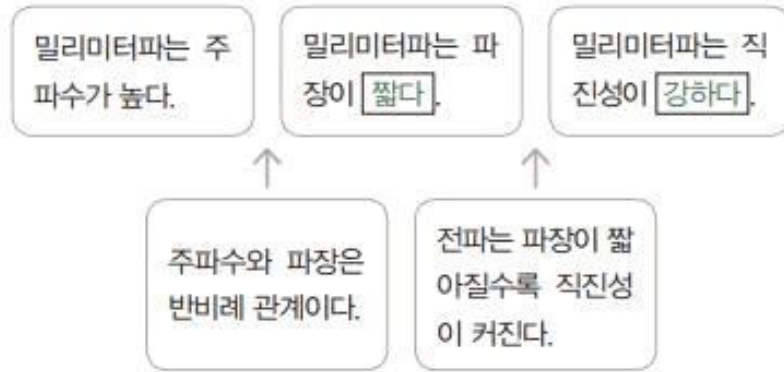 밀리미터파는 주
파수가 높다.
밀리미터파는 파
장이 짧다.
밀리미터파는 직
진성이 강하다.
주파수와 파장은
반비례 관계이다.
전파는 파장이 짧
아질수록 직진성
이 커진다.